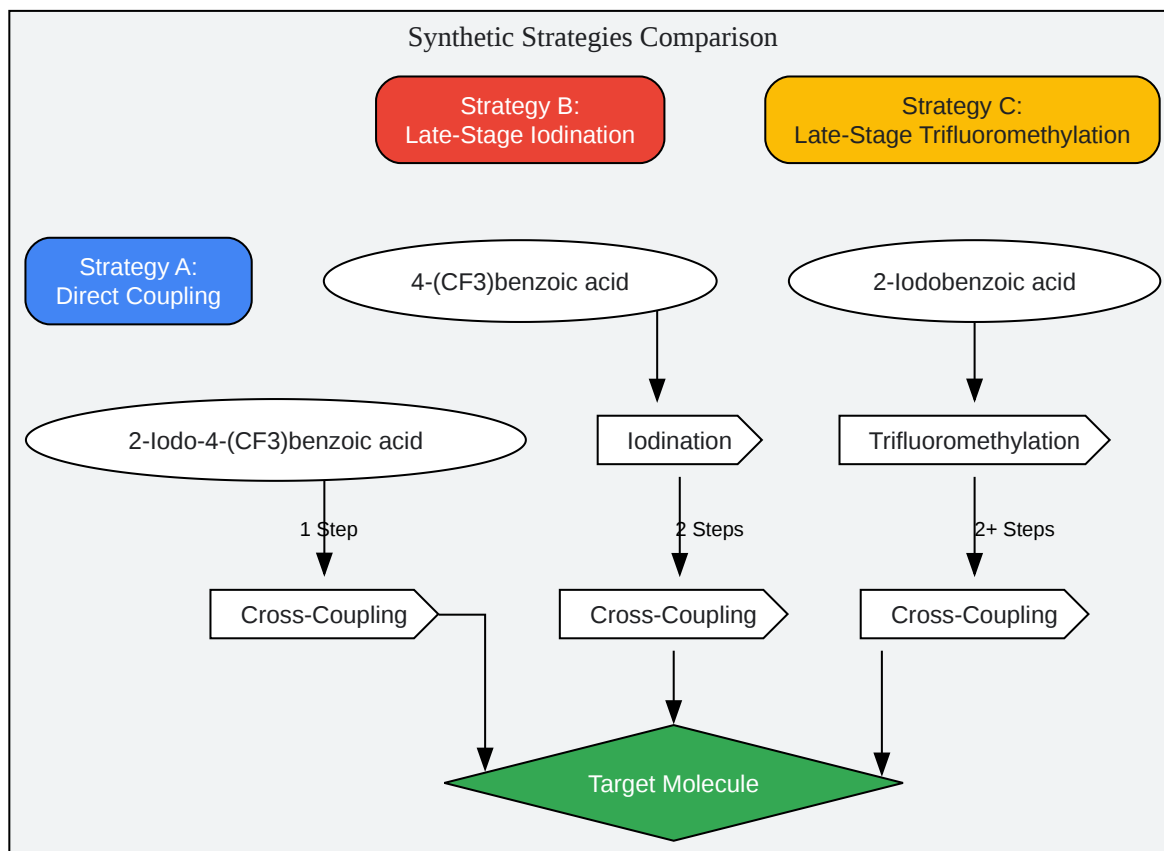 Synthetic Strategies Comparison
Strategy B:
Late-Stage Iodination
Strategy C:
Late-Stage Trifluoromethylation
Strategy A:
Direct Coupling
4-(CF3)benzoic acid
2-Iodobenzoic acid
2-Iodo-4-(CF3)benzoic acid
Iodination
Trifluoromethylation
1 Step
2 Steps
2+ Steps
Cross-Coupling
Cross-Coupling
Cross-Coupling
Target Molecule